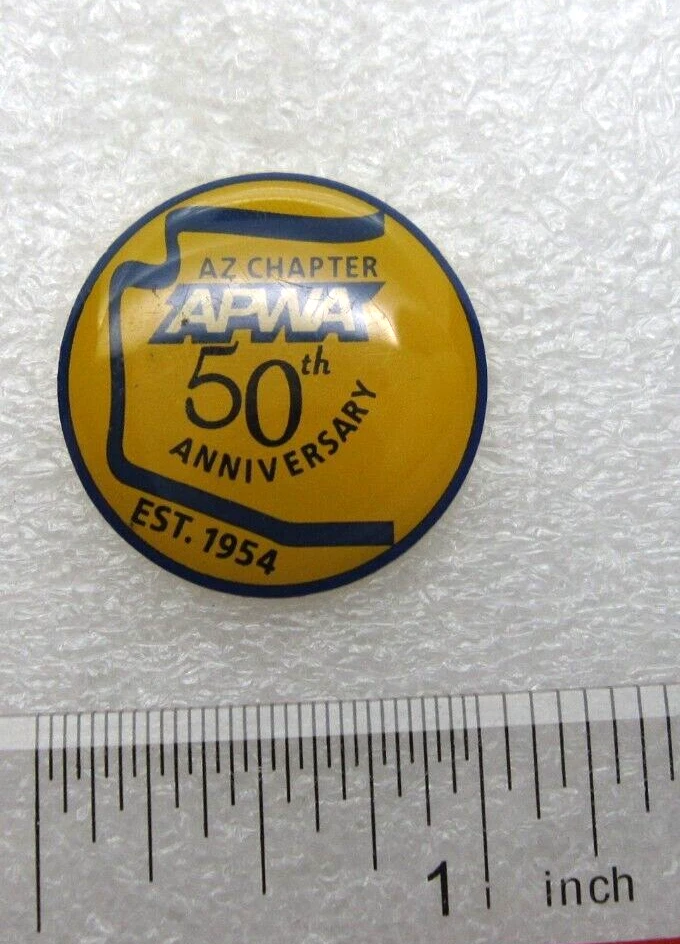 AZ CHAPTER
APWA
50th
ANNIVERSARY
EST. 1954
1 inch